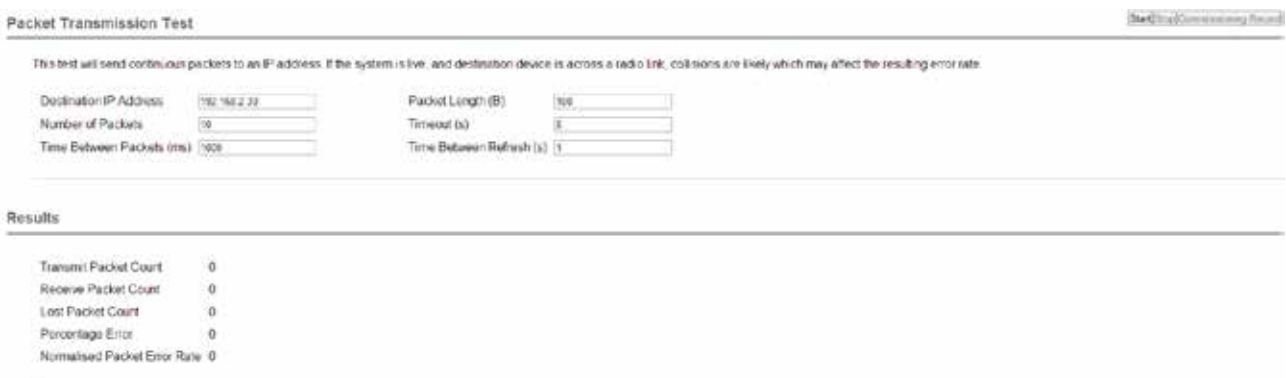 Packet Transmission Test
Start Stop Commissioning Record
This test will send continuous packets to an IP address. If the system is live, and destination device is across a radio link, collisions are likely which may affect the resulting error rate.
Destination IP Address
Packet Length (B) 100
Number of Packets 10
Timeout (s)
Time Between Packets (ms) 1000
Time Between Refresh (s) 1
Results
Transmit Packet Count 0
Receive Packet Count 0
Lost Packet Count 0
Percentage Error 0
Normalised Packet Error Rate 0